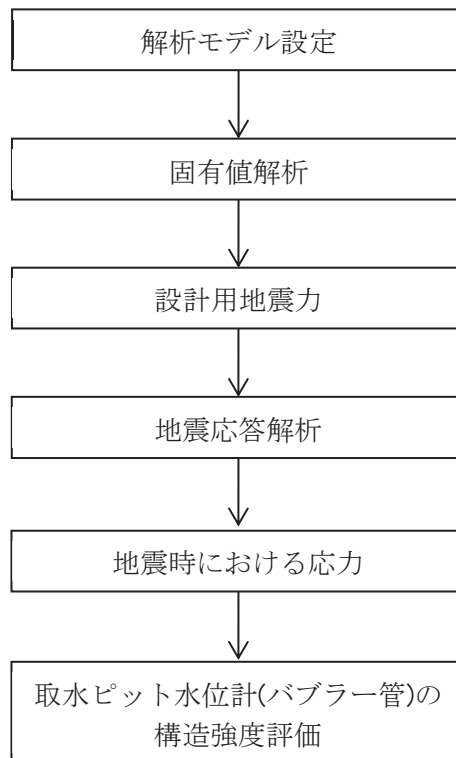 解析モデル設定
固有値解析
設計用地震力
地震応答解析
地震時における応力
取水ピット水位計(バブラー管)の
構造強度評価